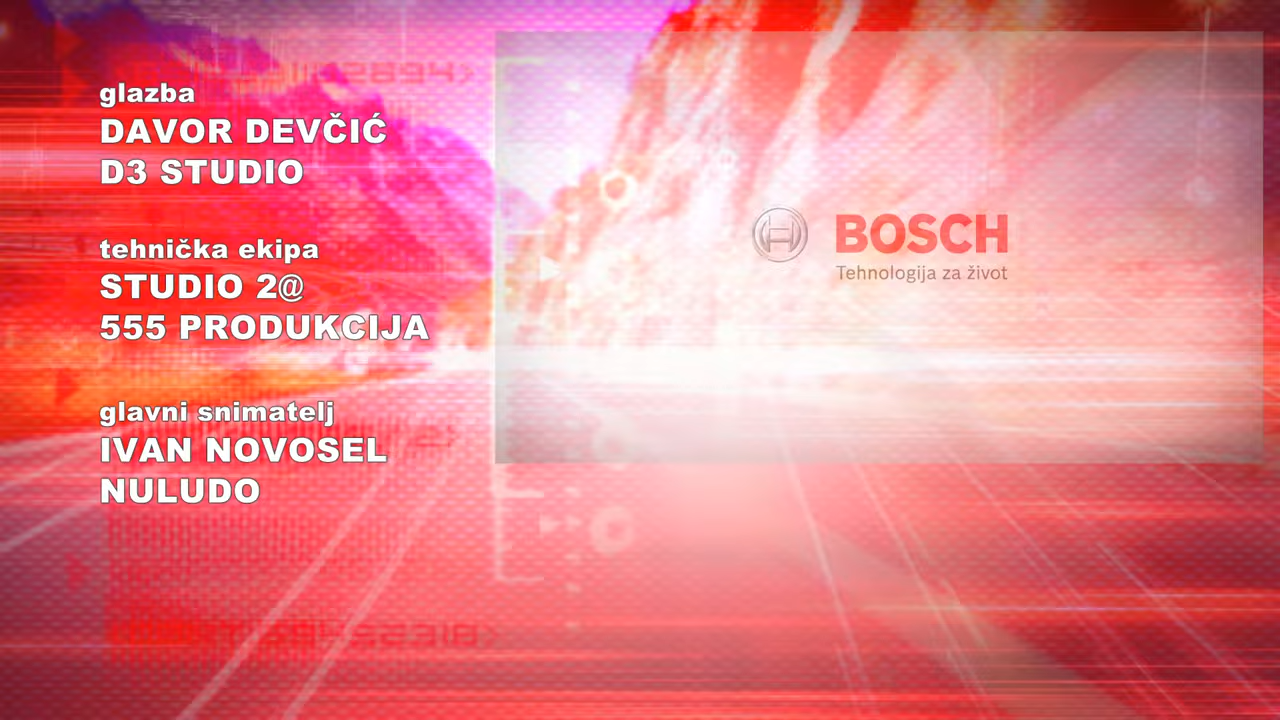 glazba
DAVOR DEVČIĆ
D3 STUDIO
tehnička ekipa
STUDIO 2@
555 PRODUKCIJA
glavni snimatelj
IVAN NOVOSEL
NULUDO
BOSCH
Tehnologija za život